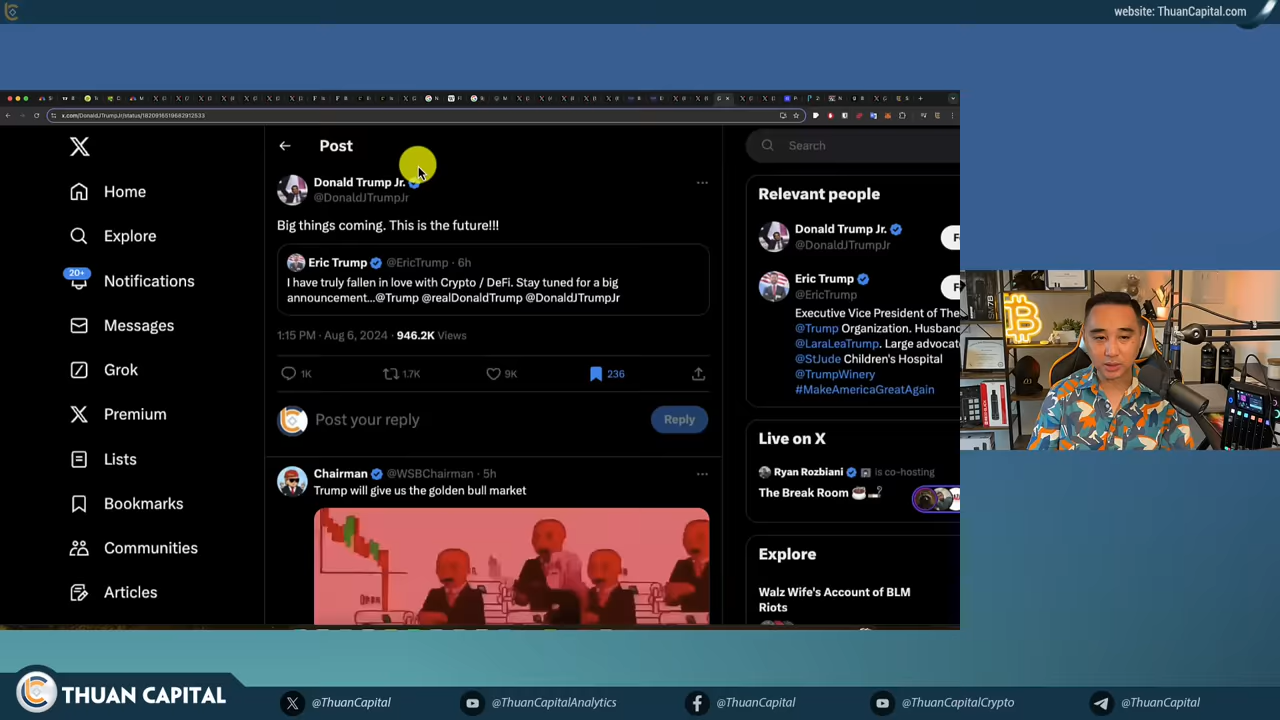 website: ThuanCapital.com
x.com/DonaldJTrumpJr/status/1820916519682912533
Home
Explore
20+
Notifications
Messages
Grok
Premium
Lists
Bookmarks
Communities
Articles
Post
Donald Trump Jr.
@DonaldJTrumpJr
Big things coming. This is the future!!!
Eric Trump @EricTrump · 6h
I have truly fallen in love with Crypto / DeFi. Stay tuned for a big
announcement...@Trump @realDonaldTrump @DonaldJTrumpJr
1:15 PM · Aug 6, 2024 · 946.2K Views
1K 1.7K 9K 236
Post your reply
Reply
Chairman @WSBChairman · 5h
Trump will give us the golden bull market
Search
Relevant people
Donald Trump Jr.
@DonaldJTrumpJr
Eric Trump
@EricTrump
Executive Vice President of The
@Trump Organization. Husband
@LaraLeaTrump. Large advocat
@StJude Children's Hospital
@TrumpWinery
#MakeAmericaGreatAgain
Live on X
Ryan Rozbiani is co-hosting
The Break Room
Explore
Walz Wife's Account of BLM
Riots
THUAN CAPITAL
@ThuanCapital
@ThuanCapitalAnalytics
@ThuanCapital
@ThuanCapitalCrypto
@ThuanCapital